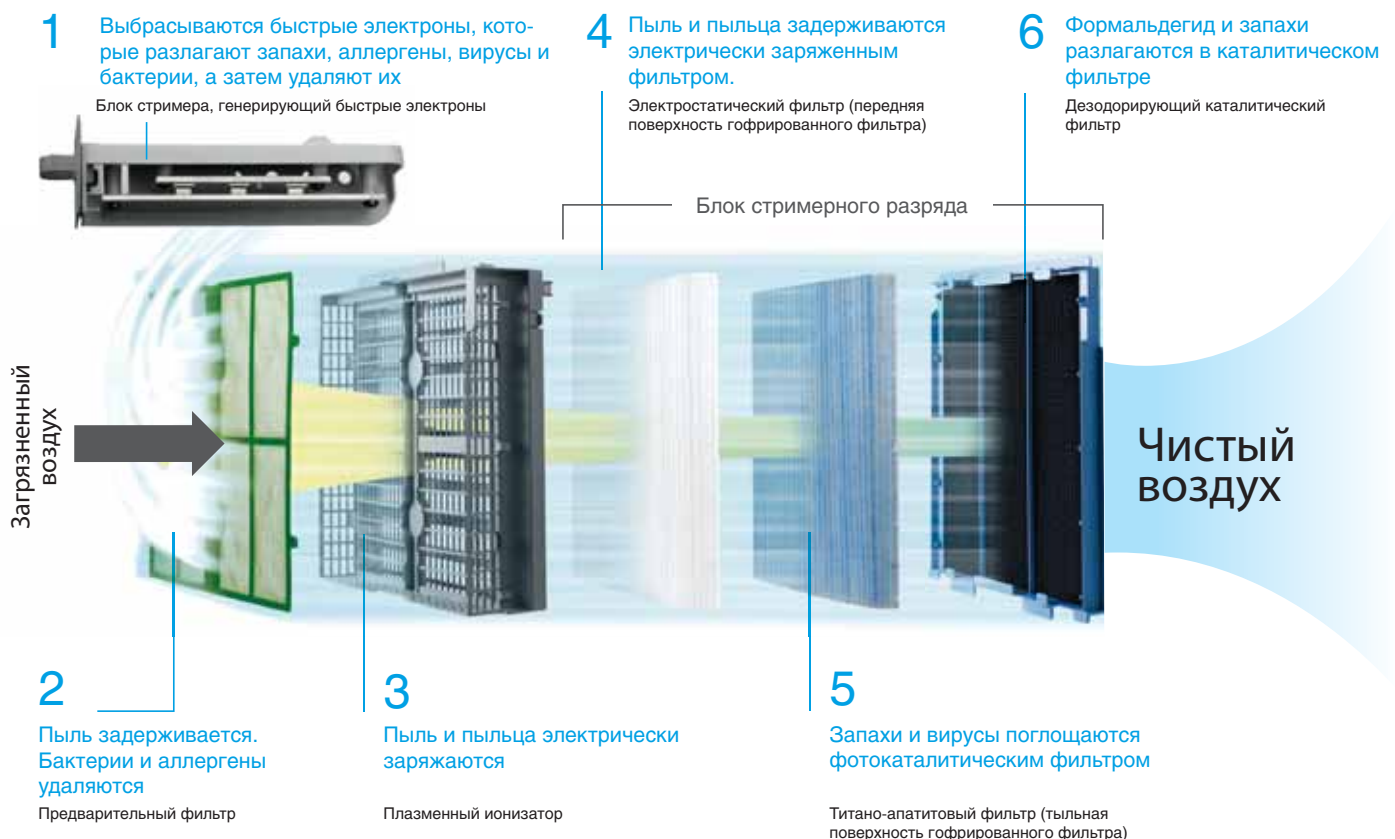 1
Выбрасываются быстрые электроны, кото-
рые разлагают запахи, аллергены, вирусы и
бактерии, а затем удаляют их
Блок стримера, генерирующий быстрые электроны
4
Пыль и пыльца задерживаются
электрически заряженным
фильтром.
Электростатический фильтр (передняя
поверхность гофрированного фильтра)
6
Формальдегид и запахи
разлагаются в каталитическом
фильтре
Дезодорирующий каталитический
фильтр
Блок стримерного разряда
Загрязненный
воздух
Чистый
воздух
2
Пыль задерживается.
Бактерии и аллергены
удаляются
Предварительный фильтр
3
Пыль и пыльца электрически
заряжаются
Плазменный ионизатор
5
Запахи и вирусы поглощаются
фотокаталитическим фильтром
Титано-апатитовый фильтр (тыльная
поверхность гофрированного фильтра)